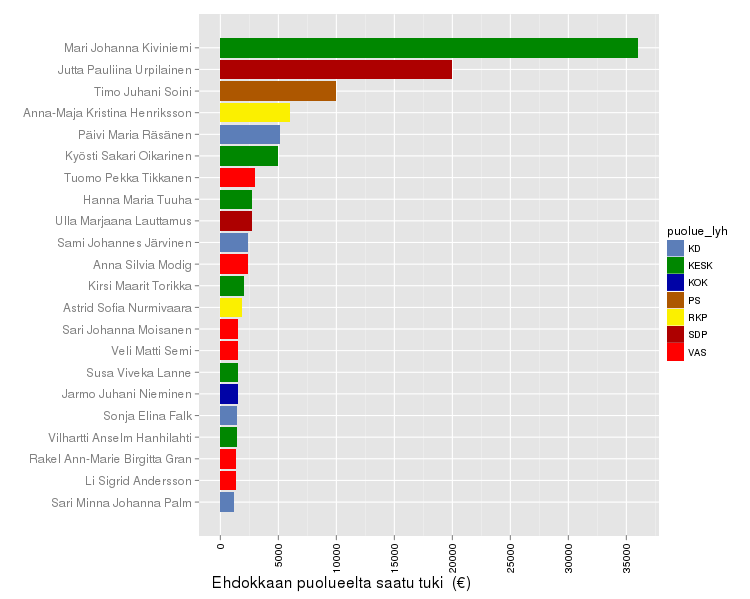 Mari Johanna Kiviniemi
Jutta Pauliina Urpilainen
Timo Juhani Soini
Anna-Maja Kristina Henriksson
Päivi Maria Räsänen
Kyösti Sakari Oikarinen
Tuomo Pekka Tikkanen
Hanna Maria Tuuha
Ulla Marjaana Lauttamus
Sami Johannes Järvinen
Anna Silvia Modig
Kirsi Maarit Torikka
Astrid Sofia Nurmivaara
Sari Johanna Moisanen
Veli Matti Semi
Susa Viveka Lanne
Jarmo Juhani Nieminen
Sonja Elina Falk
Vilhartti Anselm Hanhilahti
Rakel Ann-Marie Birgitta Gran
Li Sigrid Andersson
Sari Minna Johanna Palm
0
5000
10000
15000
20000
25000
30000
35000
Ehdokkaan puolueelta saatu tuki (€)
puolue_lyh
KD
KESK
KOK
PS
RKP
SDP
VAS